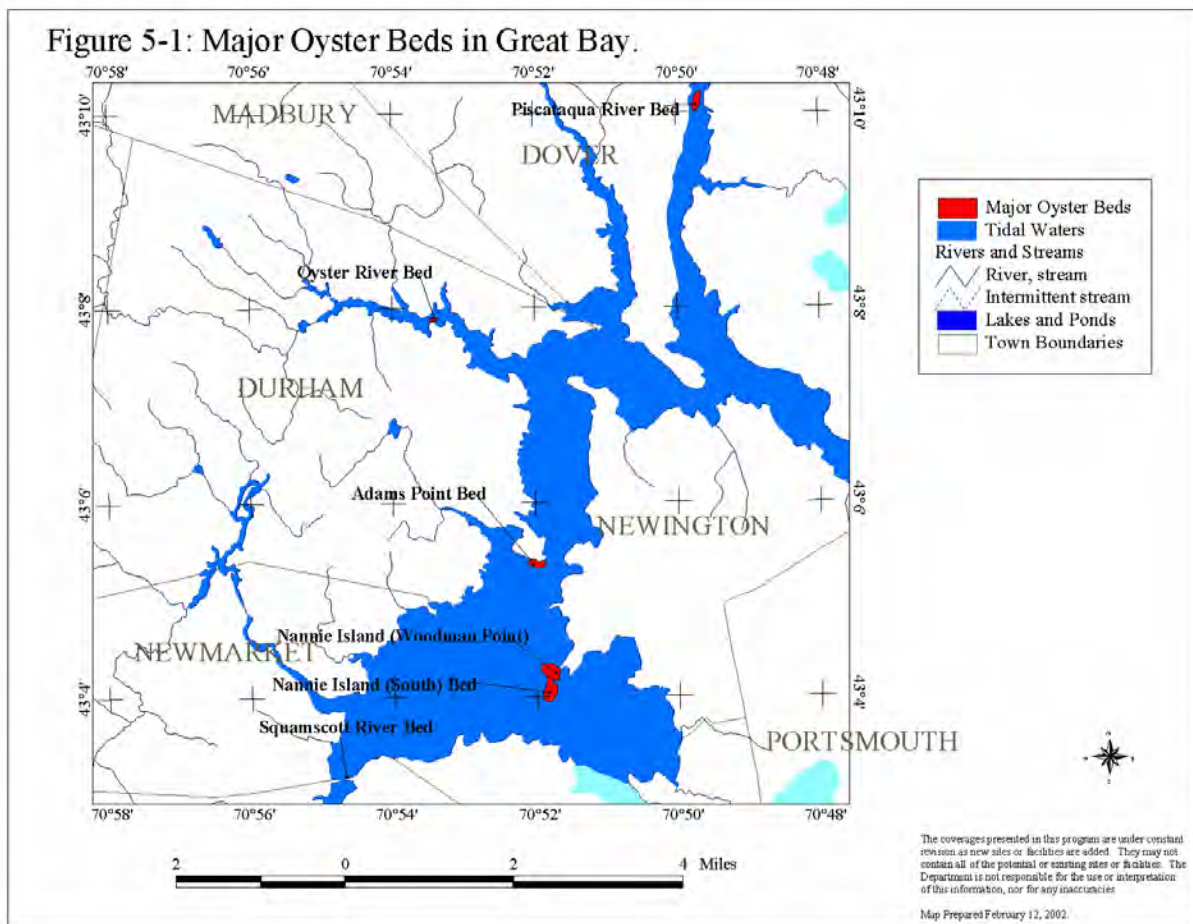 Figure 5-1: Major Oyster Beds in Great Bay.
70°58' 70°56' 70°54' 70°52' 70°50' 70°48'
43°10' 43°10'
MADBURY
Piscataqua River Bed
DOVER
Oyster River Bed
43°8' 43°8'
DURHAM
Adams Point Bed
43°6' 43°6'
NEWINGTON
Nannie Island (Woodman Point)
NEWMARKET
Nannie Island (South) Bed
43°4' 43°4'
Squamscott River Bed
PORTSMOUTH
70°58' 70°56' 70°54' 70°52' 70°50' 70°48'
Major Oyster Beds
Tidal Waters
Rivers and Streams
River, stream
Intermittent stream
Lakes and Ponds
Town Boundaries
2 0 2 4 Miles
The coverages presented in this program are under constant
revision as new sites or facilities are added. They may not
contain all of the potential or existing sites or facilities. The
Department is not responsible for the use or interpretation
of this information, nor for any inaccuracies.
Map Prepared February 12, 2002